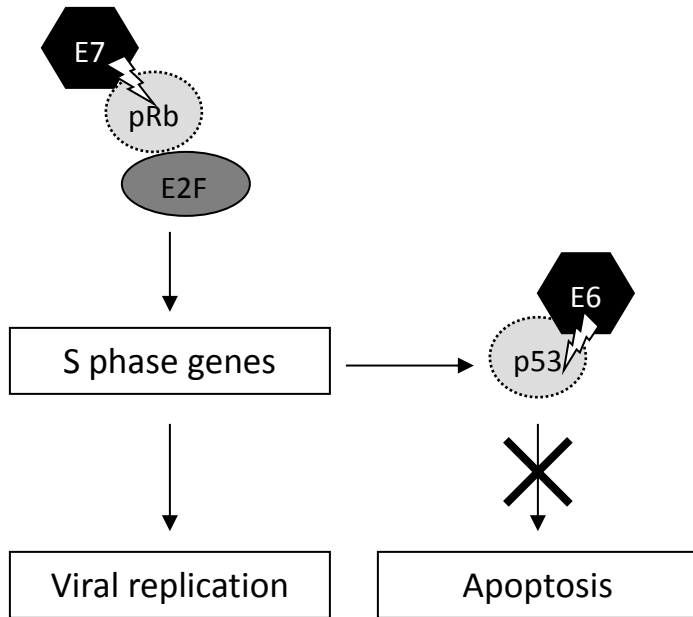 E7
pRb
E2F
E6
S phase genes
p53
Viral replication
Apoptosis